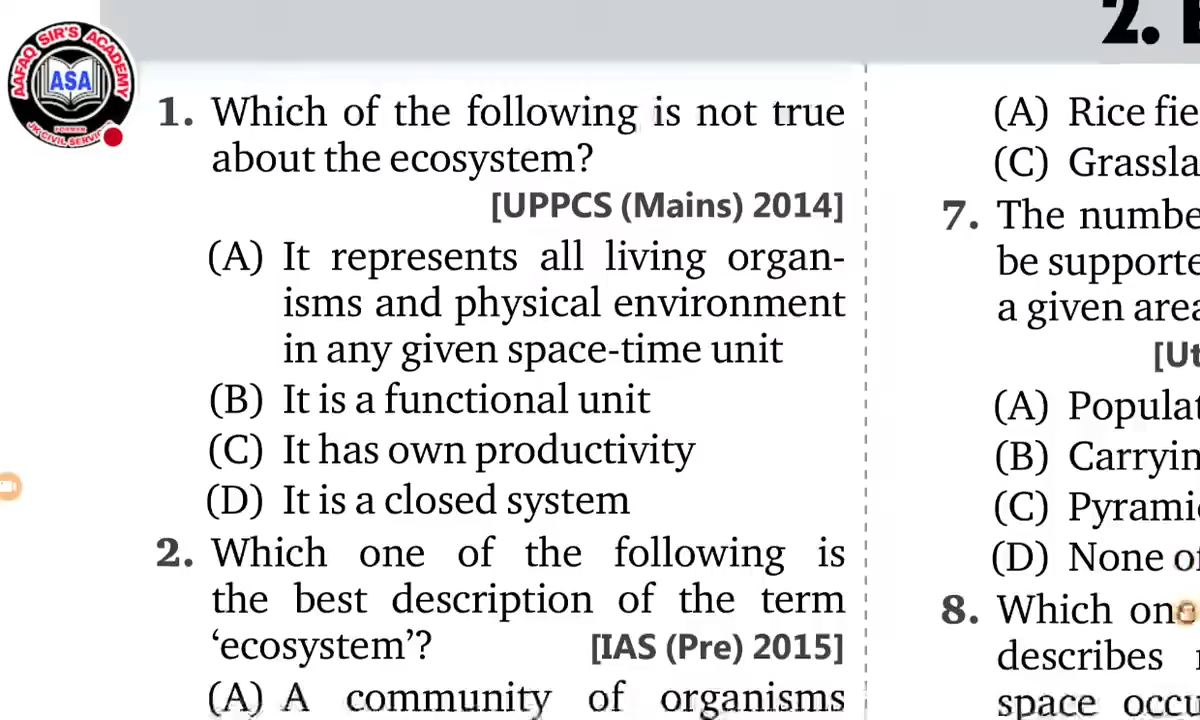 AAFAQ SIR'S ACADEMY
ASA
1. Which of the following is not true
about the ecosystem?
[UPPCS (Mains) 2014]
(A) It represents all living organ-
isms and physical environment
in any given space-time unit
(B) It is a functional unit
(C) It has own productivity
(D) It is a closed system
2. Which one of the following is
the best description of the term
‘ecosystem’? [IAS (Pre) 2015]
(A) A community of organisms
2.
(A) Rice fie
(C) Grassla
7. The numbe
be supporte
a given area
[Ut
(A) Populat
(B) Carryin
(C) Pyrami
(D) None of
8. Which on
describes
space occu